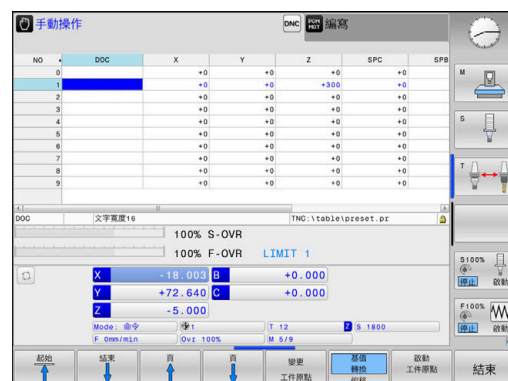 手動操作 DNC PGM MGT 編寫
NO DOC X Y Z SPC SPB
0 +0 +0 +0 +0
1 +0 +0 +300 +0
2 +0 +0 +0 +0
3 +0 +0 +0 +0
4 +0 +0 +0 +0
5 +0 +0 +0 +0
6 +0 +0 +0 +0
7 +0 +0 +0 +0
8 +0 +0 +0 +0
9 +0 +0 +0 +0
DOC 文字寬度16 TNC:\table\preset.pr
100% S-OVR
100% F-OVR LIMIT 1
X -18.003 B +0.000
Y +72.640 C +0.000
Z -5.000
Mode: 命令 1 T 12 Z S 1800
F 0mm/min Ovr 100% M 5/9
M
S
T
S100%
停止 啟動
F100%
停止 啟動
起始 結束 頁 頁 變更 工件原點 基值 轉換 偏移 啟動 工件原點 結束